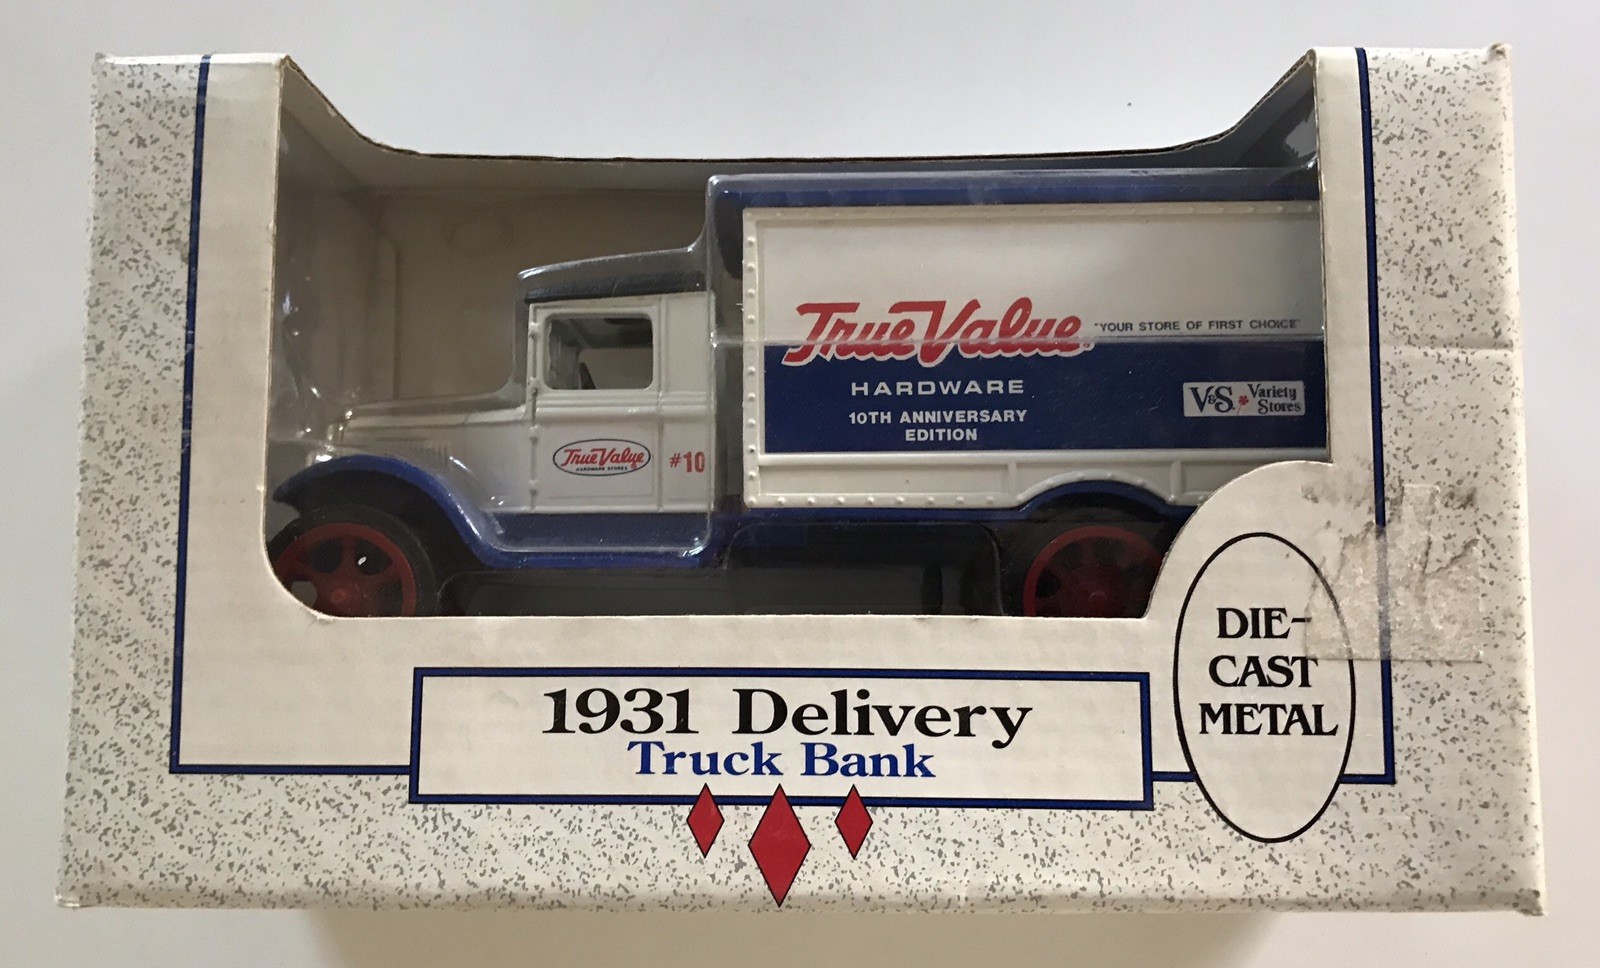 True Value
"YOUR STORE OF FIRST CHOICE"
HARDWARE
10TH ANNIVERSARY
EDITION
V&S Variety
Stores
True Value
HARDWARE STORES
#10
DIE-
CAST
METAL
1931 Delivery
Truck Bank